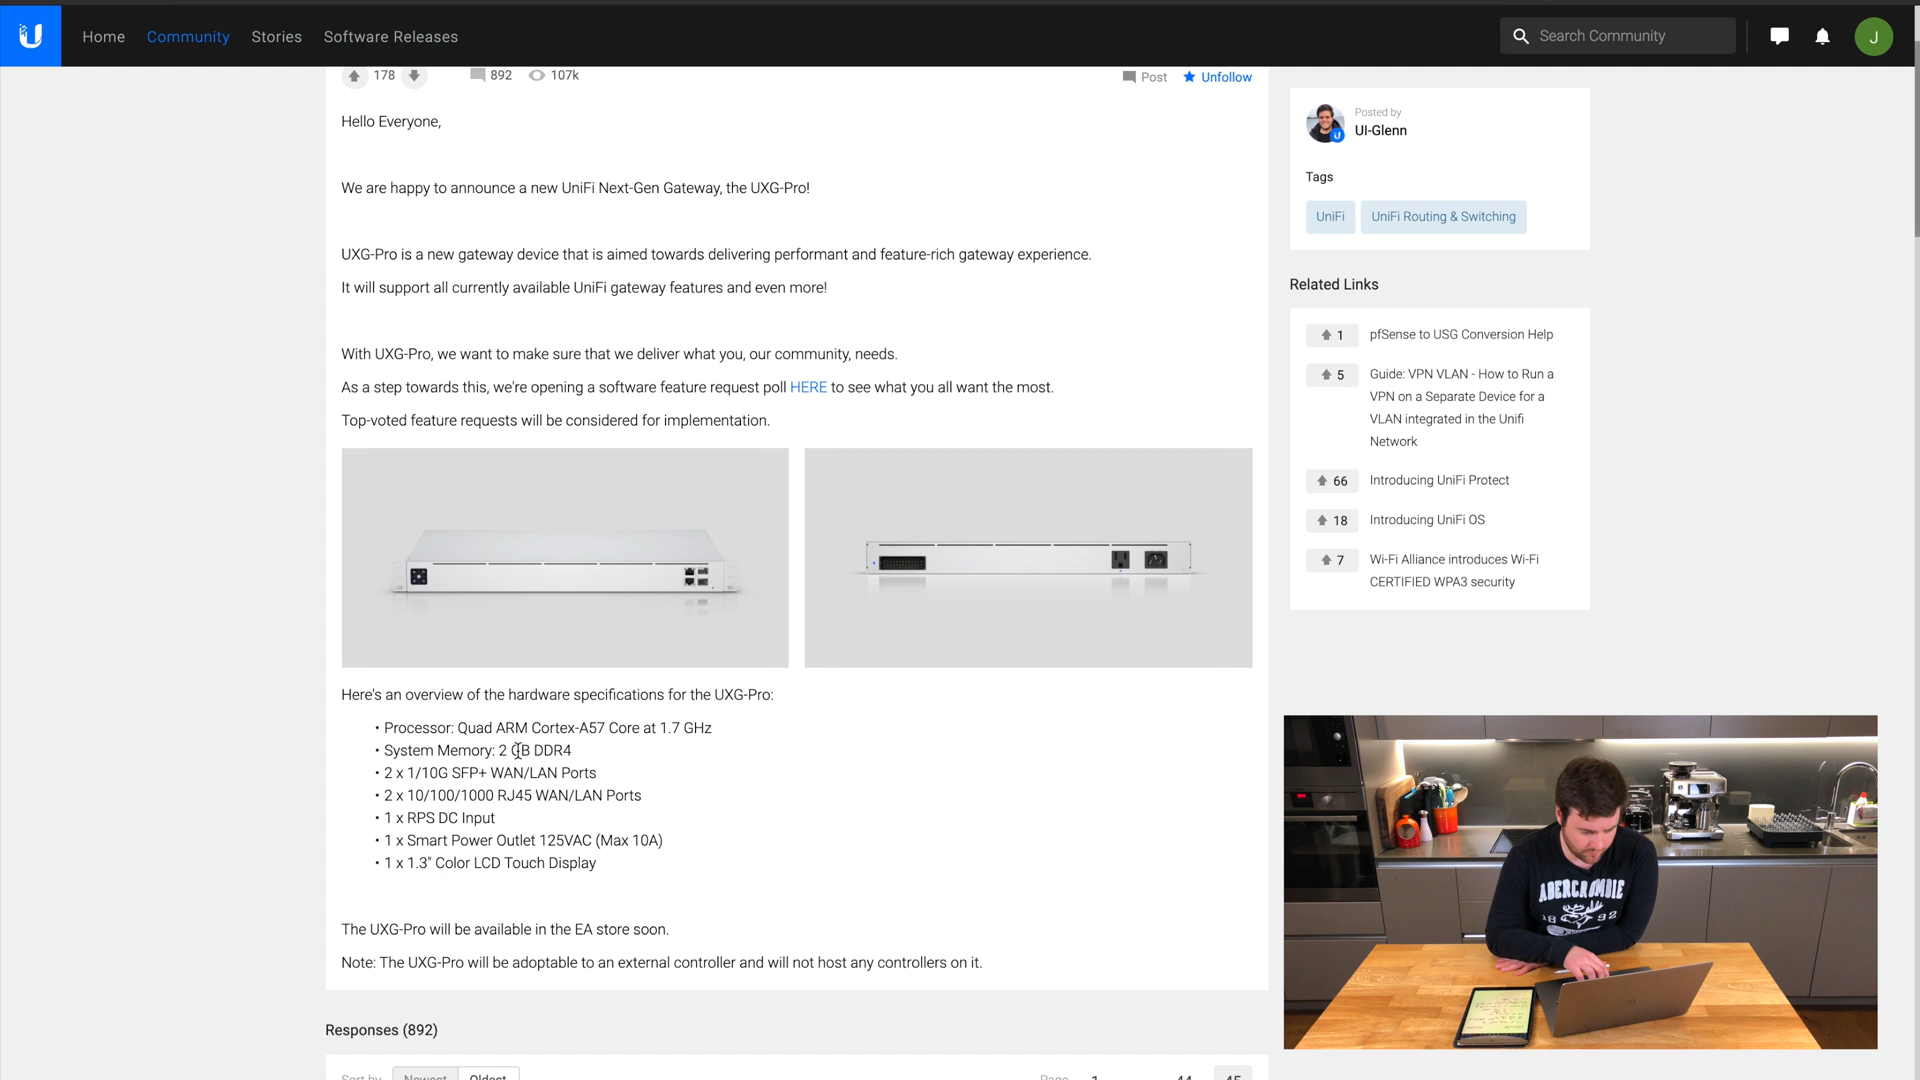 Home
Community
Stories
Software Releases
Search Community
J
178
892
107k
Post
Unfollow
Hello Everyone,
We are happy to announce a new UniFi Next-Gen Gateway, the UXG-Pro!
UXG-Pro is a new gateway device that is aimed towards delivering performant and feature-rich gateway experience.
It will support all currently available UniFi gateway features and even more!
With UXG-Pro, we want to make sure that we deliver what you, our community, needs.
As a step towards this, we're opening a software feature request poll HERE to see what you all want the most.
Top-voted feature requests will be considered for implementation.
Here's an overview of the hardware specifications for the UXG-Pro:
• Processor: Quad ARM Cortex-A57 Core at 1.7 GHz
• System Memory: 2 GB DDR4
• 2 x 1/10G SFP+ WAN/LAN Ports
• 2 x 10/100/1000 RJ45 WAN/LAN Ports
• 1 x RPS DC Input
• 1 x Smart Power Outlet 125VAC (Max 10A)
• 1 x 1.3" Color LCD Touch Display
The UXG-Pro will be available in the EA store soon.
Note: The UXG-Pro will be adoptable to an external controller and will not host any controllers on it.
Responses (892)
Sort by
Newest
Oldest
Page
1
44
45
Posted by
UI-Glenn
Tags
UniFi
UniFi Routing & Switching
Related Links
1
pfSense to USG Conversion Help
5
Guide: VPN VLAN - How to Run a
VPN on a Separate Device for a
VLAN integrated in the Unifi
Network
66
Introducing UniFi Protect
18
Introducing UniFi OS
7
Wi-Fi Alliance introduces Wi-Fi
CERTIFIED WPA3 security
ABERCROMBIE
1892